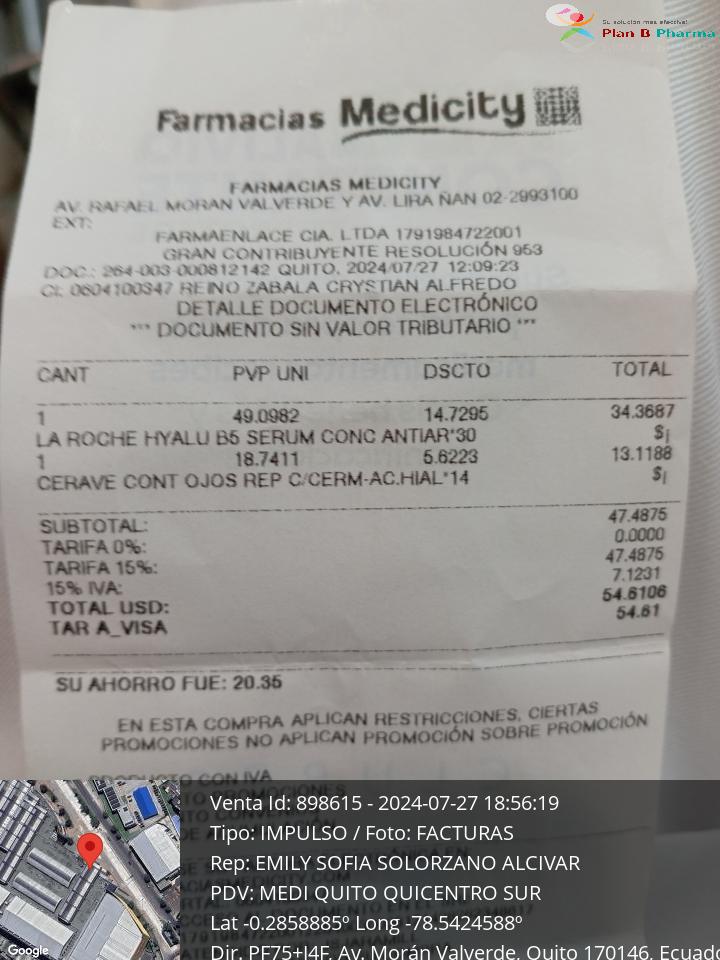 Su solución más efectiva!
Plan B Pharma
Farmacias Medicity
FARMACIAS MEDICITY
AV. RAFAEL MORAN VALVERDE Y AV. LIRA ÑAN 02-2993100
EXT:
FARMAENLACE CIA. LTDA 1791984722001
GRAN CONTRIBUYENTE RESOLUCIÓN 953
DOC.: 264-003-000812142 QUITO, 2024/07/27 12:09:23
CI: 0604100347 REINO ZABALA CRYSTIAN ALFREDO
DETALLE DOCUMENTO ELECTRÓNICO
*** DOCUMENTO SIN VALOR TRIBUTARIO ***
CANT PVP UNI DSCTO TOTAL
1 49.0982 14.7295 34.3687
LA ROCHE HYALU B5 SERUM CONC ANTIAR*30 $¡
1 18.7411 5.6223 13.1188
CERAVE CONT OJOS REP C/CERM-AC.HIAL*14 $¡
SUBTOTAL: 47.4875
TARIFA 0%: 0.0000
TARIFA 15%: 47.4875
15% IVA: 7.1231
TOTAL USD: 54.6106
TAR A_VISA 54.61
SU AHORRO FUE: 20.35
EN ESTA COMPRA APLICAN RESTRICCIONES, CIERTAS
PROMOCIONES NO APLICAN PROMOCIÓN SOBRE PROMOCIÓN
PRODUCTO CON IVA
Venta Id: 898615 - 2024-07-27 18:56:19
Tipo: IMPULSO / Foto: FACTURAS
Rep: EMILY SOFIA SOLORZANO ALCIVAR
PDV: MEDI QUITO QUICENTRO SUR
Lat -0.2858885º Long -78.5424588º
Dir. PF75+J4F, Av. Morán Valverde, Quito 170146, Ecuado
Google